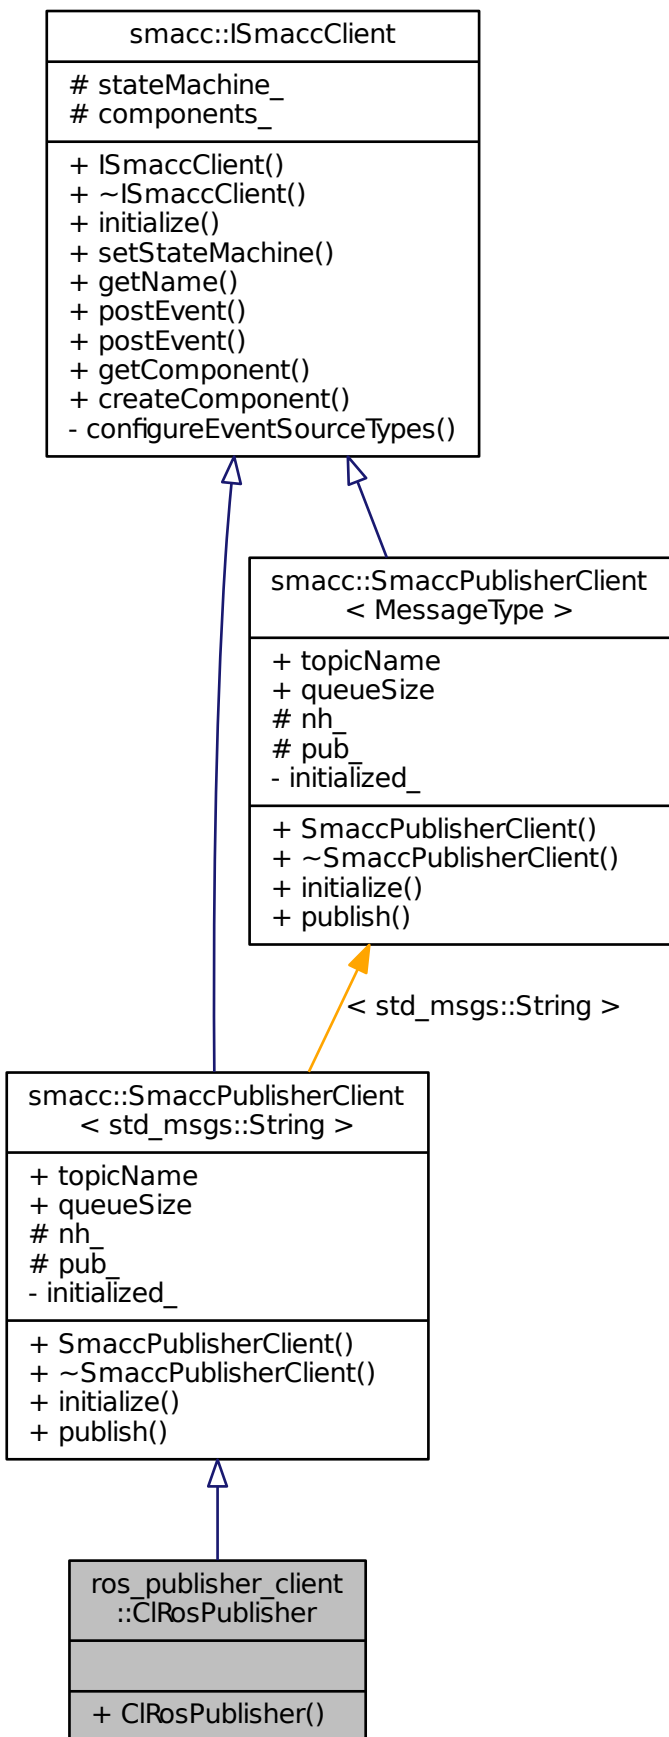 smacc::ISmaccClient
# stateMachine_
# components_
+ ISmaccClient()
+ ~ISmaccClient()
+ initialize()
+ setStateMachine()
+ getName()
+ postEvent()
+ postEvent()
+ getComponent()
+ createComponent()
- configureEventSourceTypes()
smacc::SmaccPublisherClient
< MessageType >
+ topicName
+ queueSize
# nh_
# pub_
- initialized_
+ SmaccPublisherClient()
+ ~SmaccPublisherClient()
+ initialize()
+ publish()
< std_msgs::String >
smacc::SmaccPublisherClient
< std_msgs::String >
+ topicName
+ queueSize
# nh_
# pub_
- initialized_
+ SmaccPublisherClient()
+ ~SmaccPublisherClient()
+ initialize()
+ publish()
ros_publisher_client
::ClRosPublisher
+ ClRosPublisher()